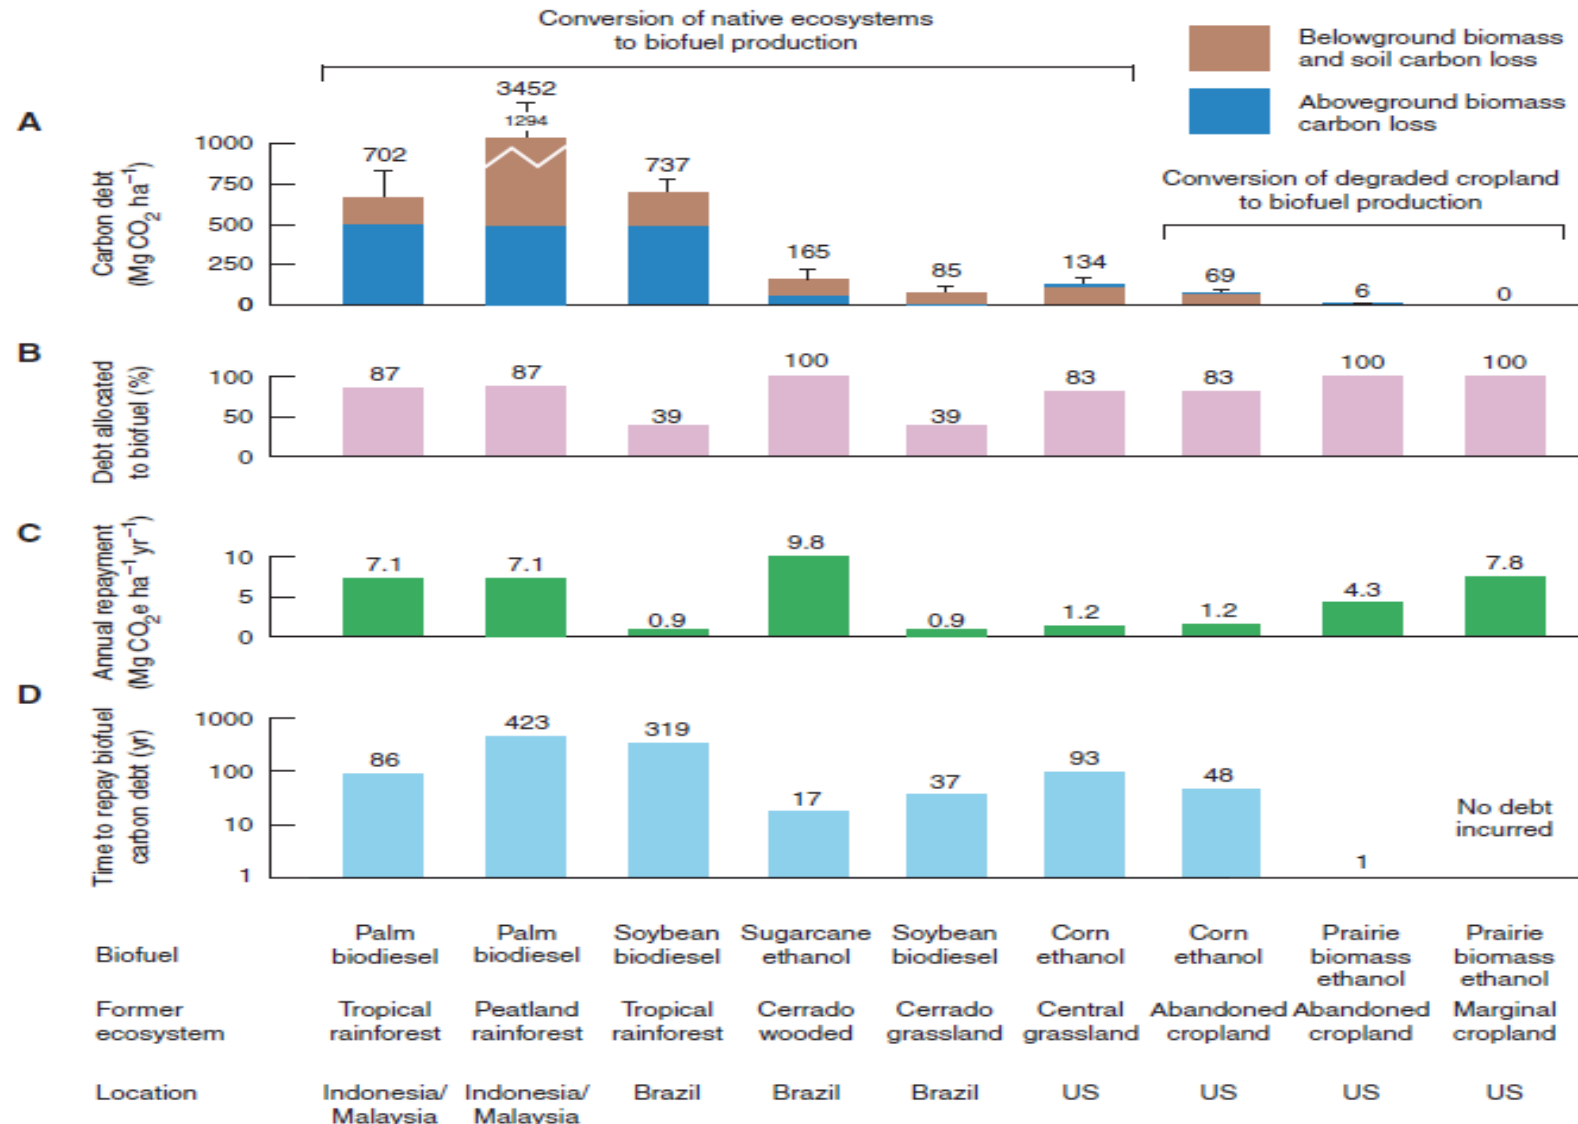 Conversion of native ecosystems
to biofuel production
Belowground biomass
and soil carbon loss
Aboveground biomass
carbon loss
Conversion of degraded cropland
to biofuel production
A
Carbon debt
(Mg CO2 ha−1)
1000
750
500
250
0
702
3452
1294
737
165
85
134
69
6
0
B
Debt allocated
to biofuel (%)
100
50
0
87
87
39
100
39
83
83
100
100
C
Annual repayment
(Mg CO2e ha−1 yr−1)
10
5
0
7.1
7.1
0.9
9.8
0.9
1.2
1.2
4.3
7.8
D
Time to repay biofuel
carbon debt (yr)
1000
100
10
1
86
423
319
17
37
93
48
1
No debt
incurred
Biofuel
Palm
biodiesel
Palm
biodiesel
Soybean
biodiesel
Sugarcane
ethanol
Soybean
biodiesel
Corn
ethanol
Corn
ethanol
Prairie
biomass
ethanol
Prairie
biomass
ethanol
Former
ecosystem
Tropical
rainforest
Peatland
rainforest
Tropical
rainforest
Cerrado
wooded
Cerrado
grassland
Central
grassland
Abandoned
cropland
Abandoned
cropland
Marginal
cropland
Location
Indonesia/
Malaysia
Indonesia/
Malaysia
Brazil
Brazil
Brazil
US
US
US
US